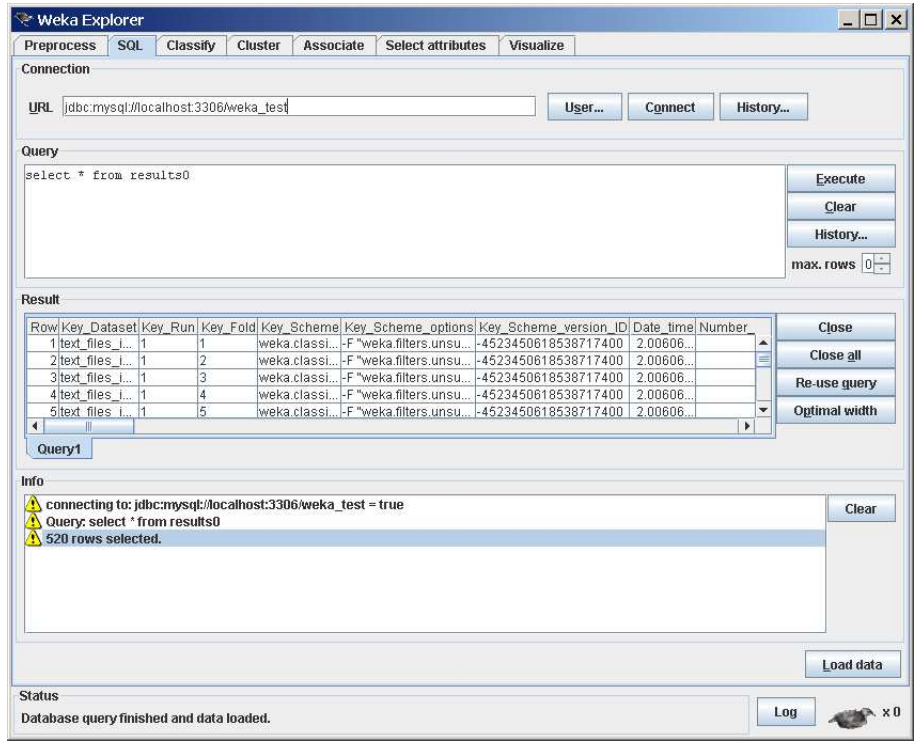 Weka Explorer
Preprocess SQL Classify Cluster Associate Select attributes Visualize
Connection
URL jdbc:mysql://localhost:3306/weka_test User... Connect History...
Query
select * from results0
Execute
Clear
History...
max. rows 0
Result
Row Key_Dataset Key_Run Key_Fold Key_Scheme Key_Scheme_options Key_Scheme_version_ID Date_time Number_
1 text_files_i... 1 1 weka.classi... -F "weka.filters.unsu... -4523450618538717400 2.00606...
2 text_files_i... 1 2 weka.classi... -F "weka.filters.unsu... -4523450618538717400 2.00606...
3 text_files_i... 1 3 weka.classi... -F "weka.filters.unsu... -4523450618538717400 2.00606...
4 text_files_i... 1 4 weka.classi... -F "weka.filters.unsu... -4523450618538717400 2.00606...
5 text_files_i... 1 5 weka.classi... -F "weka.filters.unsu... -4523450618538717400 2.00606...
Close
Close all
Re-use query
Optimal width
Query1
Info
connecting to: jdbc:mysql://localhost:3306/weka_test = true
Query: select * from results0
520 rows selected.
Clear
Load data
Status
Database query finished and data loaded.
Log x 0